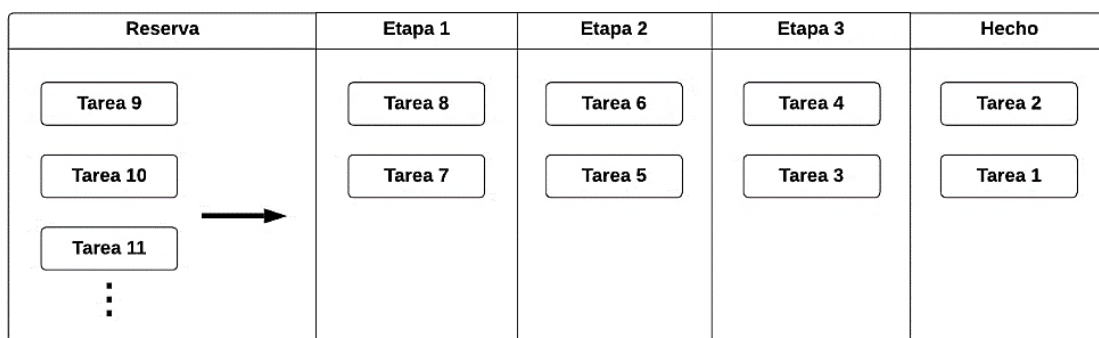 Reserva
Etapa 1
Etapa 2
Etapa 3
Hecho
Tarea 9
Tarea 8
Tarea 6
Tarea 4
Tarea 2
Tarea 10
Tarea 7
Tarea 5
Tarea 3
Tarea 1
Tarea 11